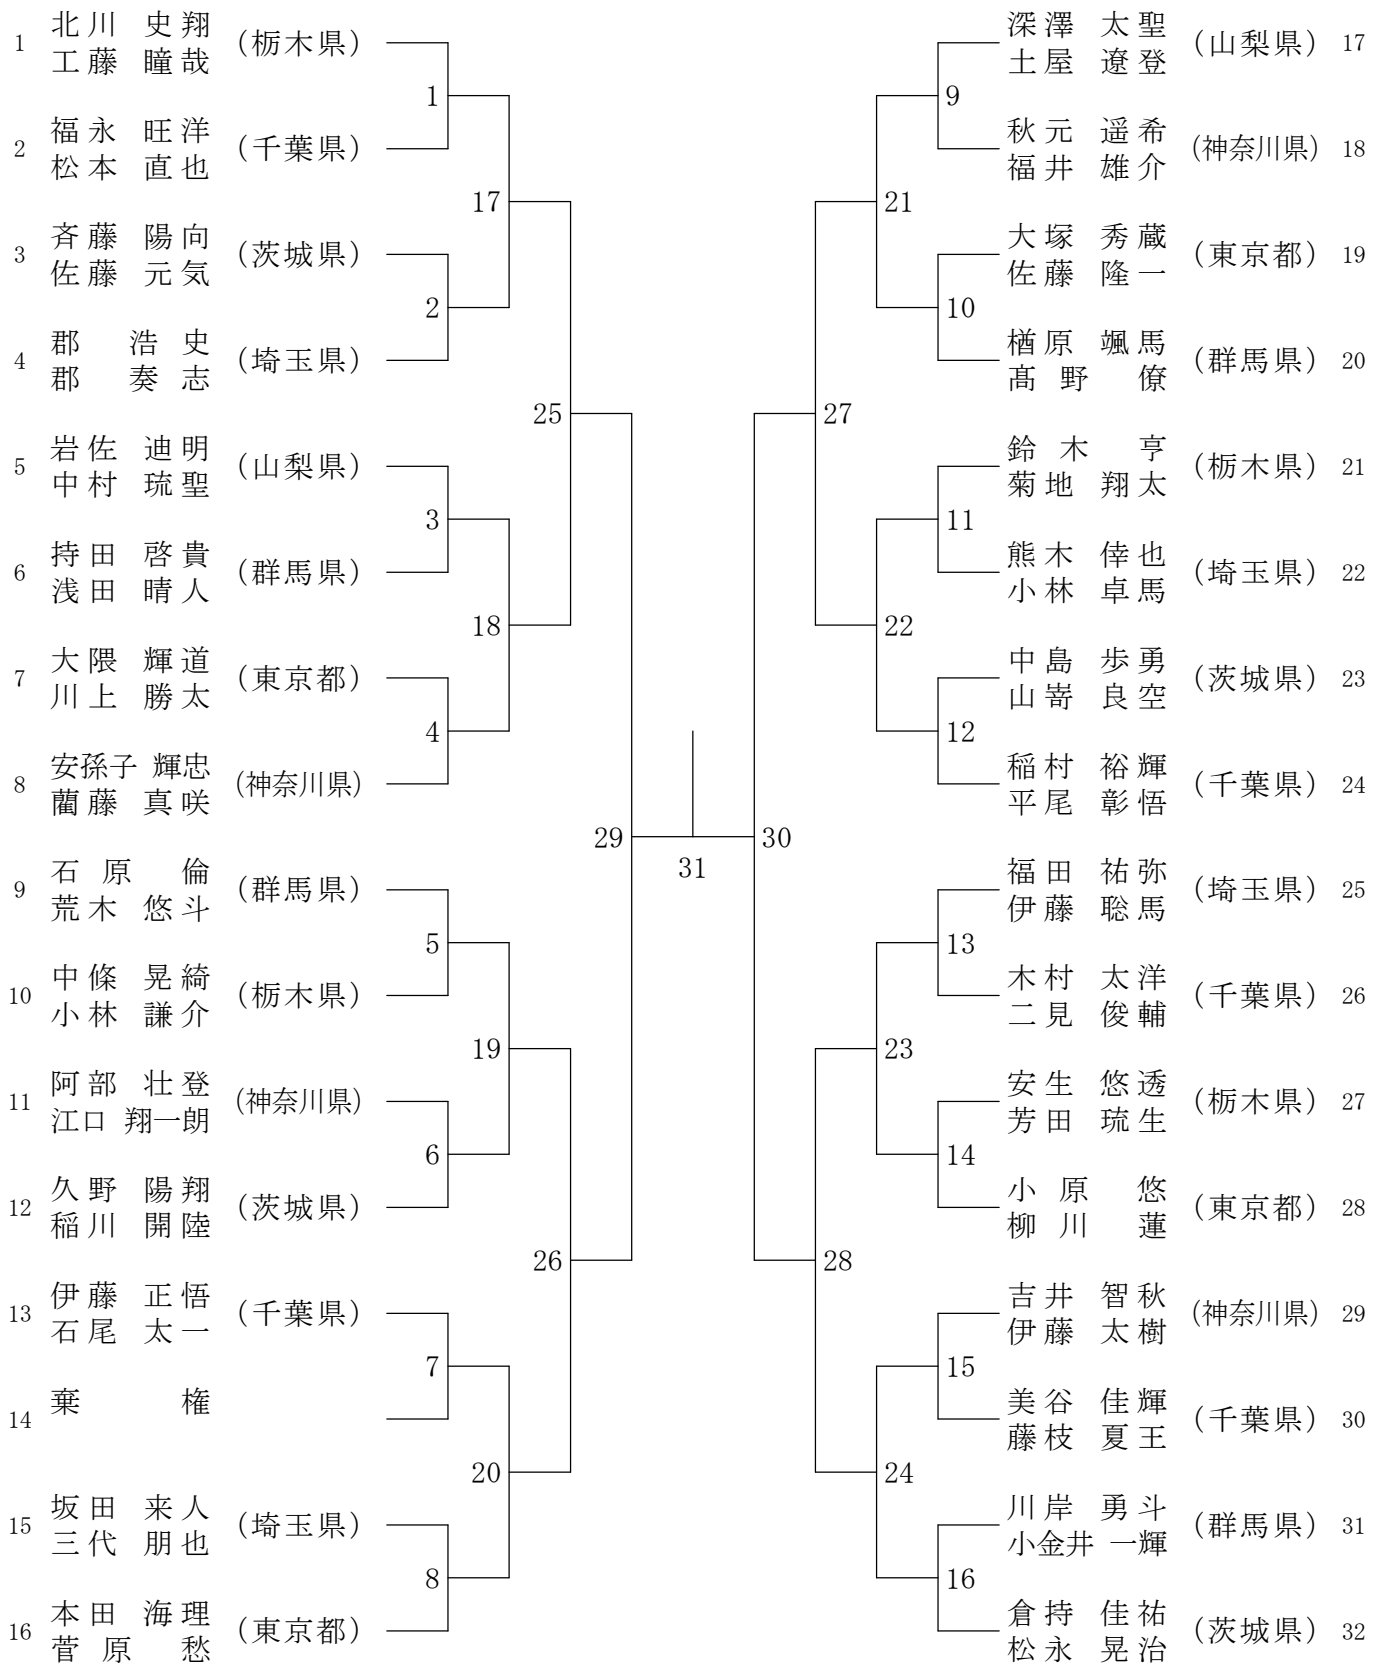 1 北川 史翔 (栃木県)
工藤 瞳哉
2 福永 旺洋 (千葉県)
松本 直也
3 斉藤 陽向 (茨城県)
佐藤 元気
4 郡 浩史 (埼玉県)
郡 奏志
5 岩佐 迪明 (山梨県)
中村 琉聖
6 持田 啓貴 (群馬県)
浅田 晴人
7 大隈 輝道 (東京都)
川上 勝太
8 安孫子 輝忠 (神奈川県)
藺藤 真咲
9 石原 倫 (群馬県)
荒木 悠斗
10 中條 晃綺 (栃木県)
小林 謙介
11 阿部 壮登 (神奈川県)
江口 翔一朗
12 久野 陽翔 (茨城県)
稲川 開陸
13 伊藤 正悟 (千葉県)
石尾 太一
14 棄権
15 坂田 来人 (埼玉県)
三代 朋也
16 本田 海理 (東京都)
菅原 愁
1
2
3
4
5
6
7
8
17
18
19
20
25
26
29
31
30
27
28
21
22
23
24
9
10
11
12
13
14
15
16
深澤 太聖 (山梨県) 17
土屋 遼登
秋元 遥希 (神奈川県) 18
福井 雄介
大塚 秀蔵 (東京都) 19
佐藤 隆一
楢原 颯馬 (群馬県) 20
髙野 僚
鈴木 亨 (栃木県) 21
菊地 翔太
熊木 倖也 (埼玉県) 22
小林 卓馬
中島 歩勇 (茨城県) 23
山嵜 良空
稲村 裕輝 (千葉県) 24
平尾 彰悟
福田 祐弥 (埼玉県) 25
伊藤 聡馬
木村 太洋 (千葉県) 26
二見 俊輔
安生 悠透 (栃木県) 27
芳田 琉生
小原 悠 (東京都) 28
柳川 蓮
吉井 智秋 (神奈川県) 29
伊藤 太樹
美谷 佳輝 (千葉県) 30
藤枝 夏王
川岸 勇斗 (群馬県) 31
小金井 一輝
倉持 佳祐 (茨城県) 32
松永 晃治